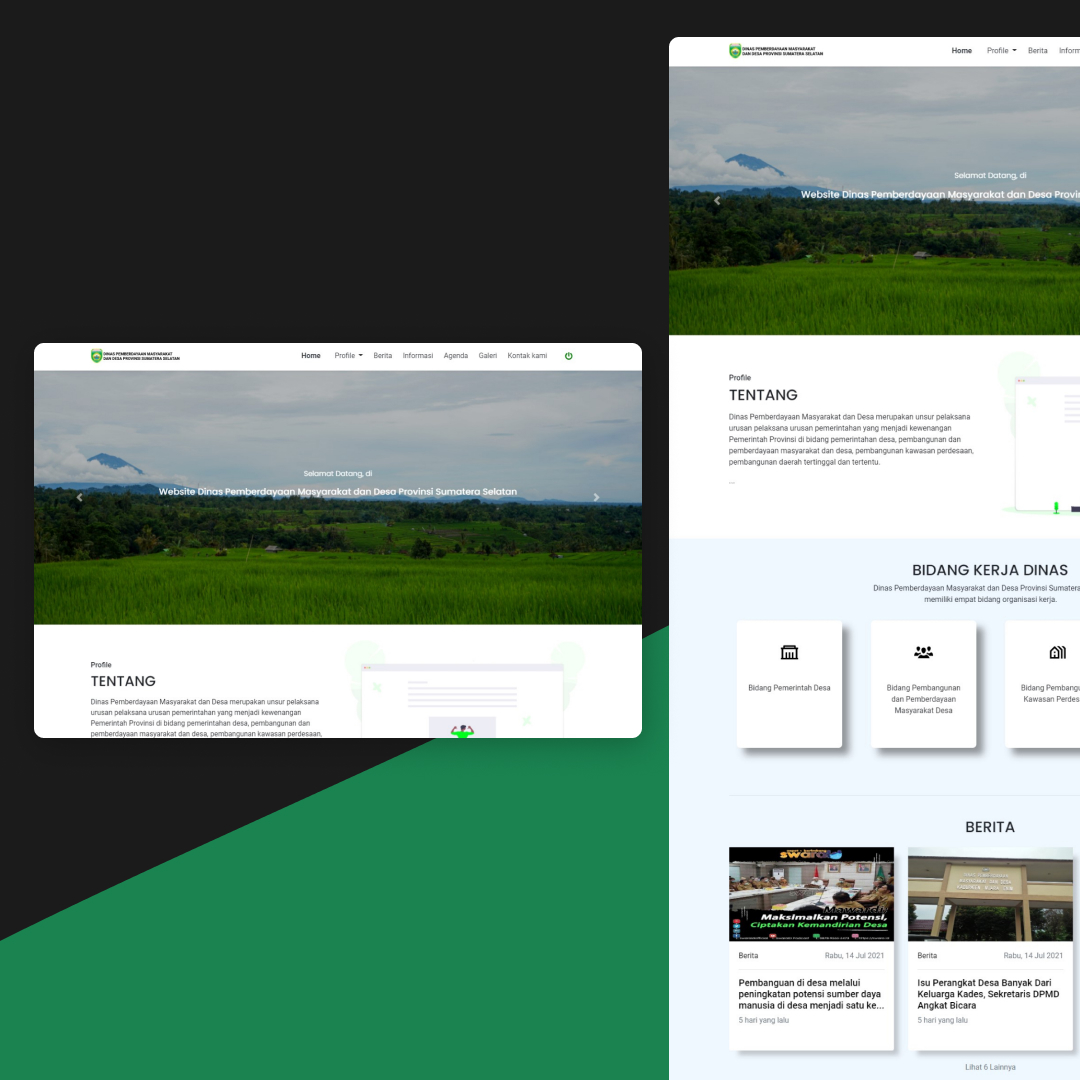 DINAS PEMBERDAYAAN MASYARAKAT
DAN DESA PROVINSI SUMATERA SELATAN
Home Profile Berita Informasi Agenda Galeri Kontak kami
Selamat Datang, di
Website Dinas Pemberdayaan Masyarakat dan Desa Provinsi Sumatera Selatan
Profile
TENTANG
Dinas Pemberdayaan Masyarakat dan Desa merupakan unsur pelaksana
urusan pelaksana urusan pemerintahan yang menjadi kewenangan
Pemerintah Provinsi di bidang pemerintahan desa, pembangunan dan
pemberdayaan masyarakat dan desa, pembangunan kawasan perdesaan,
DINAS PEMBERDAYAAN MASYARAKAT
DAN DESA PROVINSI SUMATERA SELATAN
Home Profile Berita Inform
Selamat Datang, di
Website Dinas Pemberdayaan Masyarakat dan Desa Provin
Profile
TENTANG
Dinas Pemberdayaan Masyarakat dan Desa merupakan unsur pelaksana
urusan pelaksana urusan pemerintahan yang menjadi kewenangan
Pemerintah Provinsi di bidang pemerintahan desa, pembangunan dan
pemberdayaan masyarakat dan desa, pembangunan kawasan perdesaan,
pembangunan daerah tertinggal dan tertentu.
...
BIDANG KERJA DINAS
Dinas Pemberdayaan Masyarakat dan Desa Provinsi Sumatera
memiliki empat bidang organisasi kerja.
Bidang Pemerintah Desa
Bidang Pembangunan
dan Pemberdayaan
Masyarakat Desa
Bidang Pembangu
Kawasan Perdes
BERITA
swara
Mawardi
Maksimalkan Potensi,
Ciptakan Kemandirian Desa
Berita Rabu, 14 Jul 2021
Pembanguan di desa melalui
peningkatan potensi sumber daya
manusia di desa menjadi satu ke...
5 hari yang lalu
Berita Rabu, 14 Jul 2021
Isu Perangkat Desa Banyak Dari
Keluarga Kades, Sekretaris DPMD
Angkat Bicara
5 hari yang lalu
Lihat 6 Lainnya